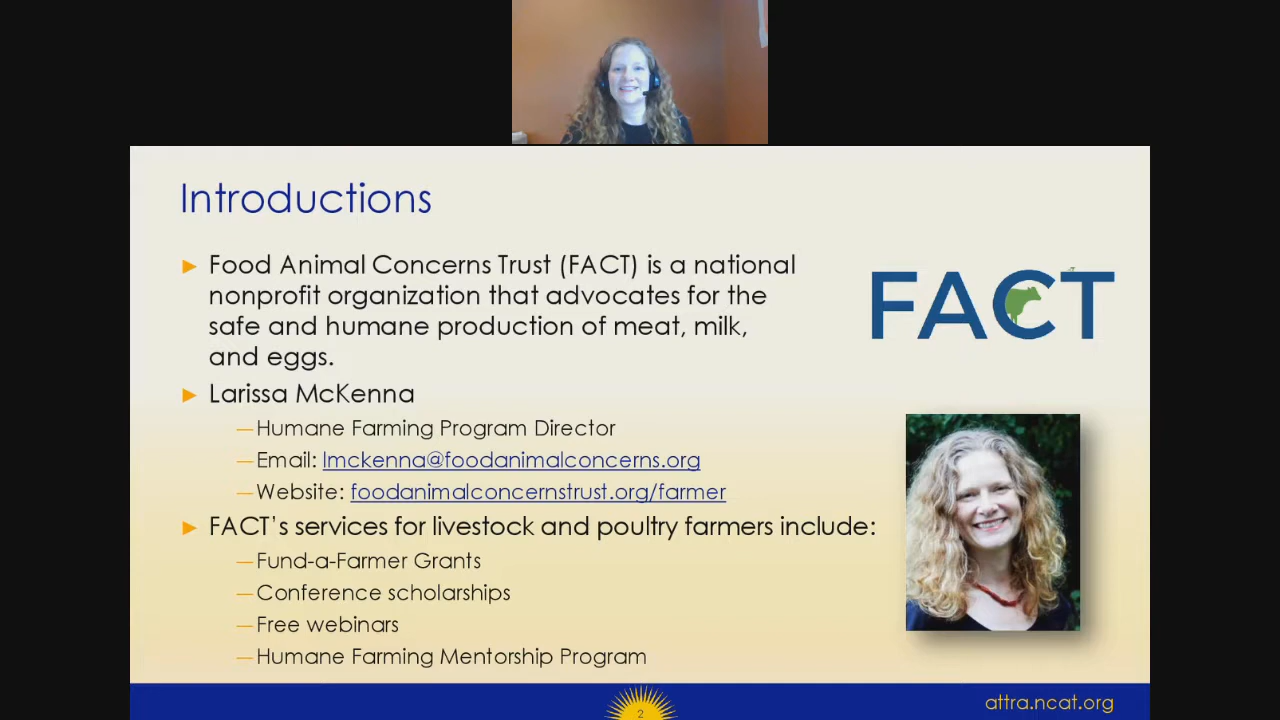 Introductions
► Food Animal Concerns Trust (FACT) is a national
nonprofit organization that advocates for the
safe and humane production of meat, milk,
and eggs.
FACT
► Larissa McKenna
—Humane Farming Program Director
—Email: lmckenna@foodanimalconcerns.org
—Website: foodanimalconcernstrust.org/farmer
► FACT's services for livestock and poultry farmers include:
—Fund-a-Farmer Grants
—Conference scholarships
—Free webinars
—Humane Farming Mentorship Program
2
attra.ncat.org